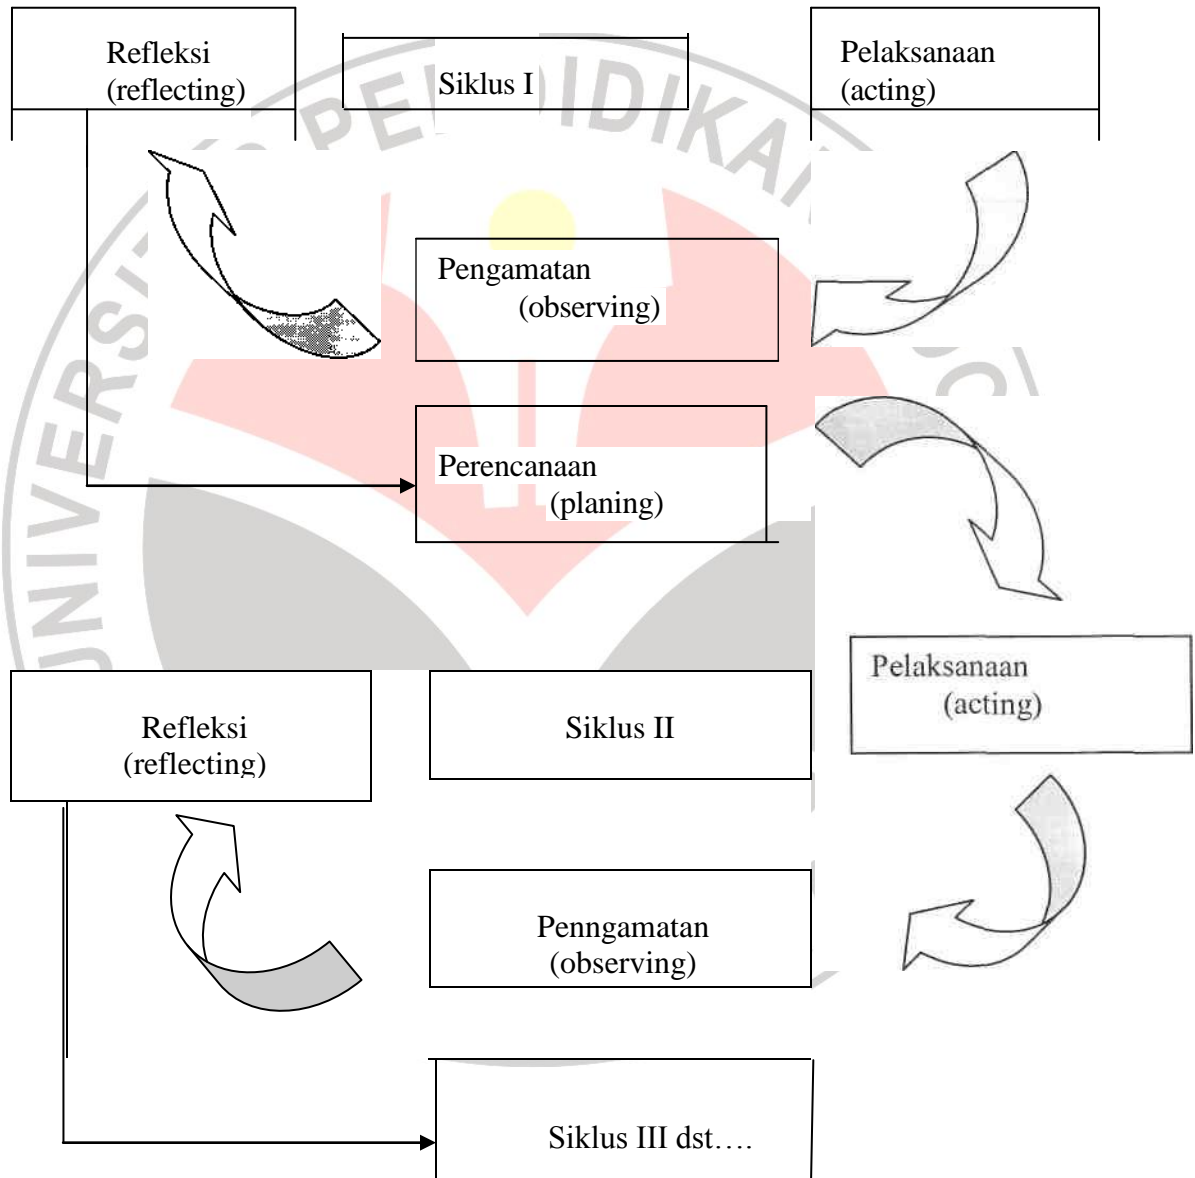 Refleksi
(reflecting)
Siklus I
Pelaksanaan
(acting)
Pengamatan
(observing)
Perencanaan
(planing)
Refleksi
(reflecting)
Siklus II
Pelaksanaan
(acting)
Penngamatan
(observing)
Siklus III dst….